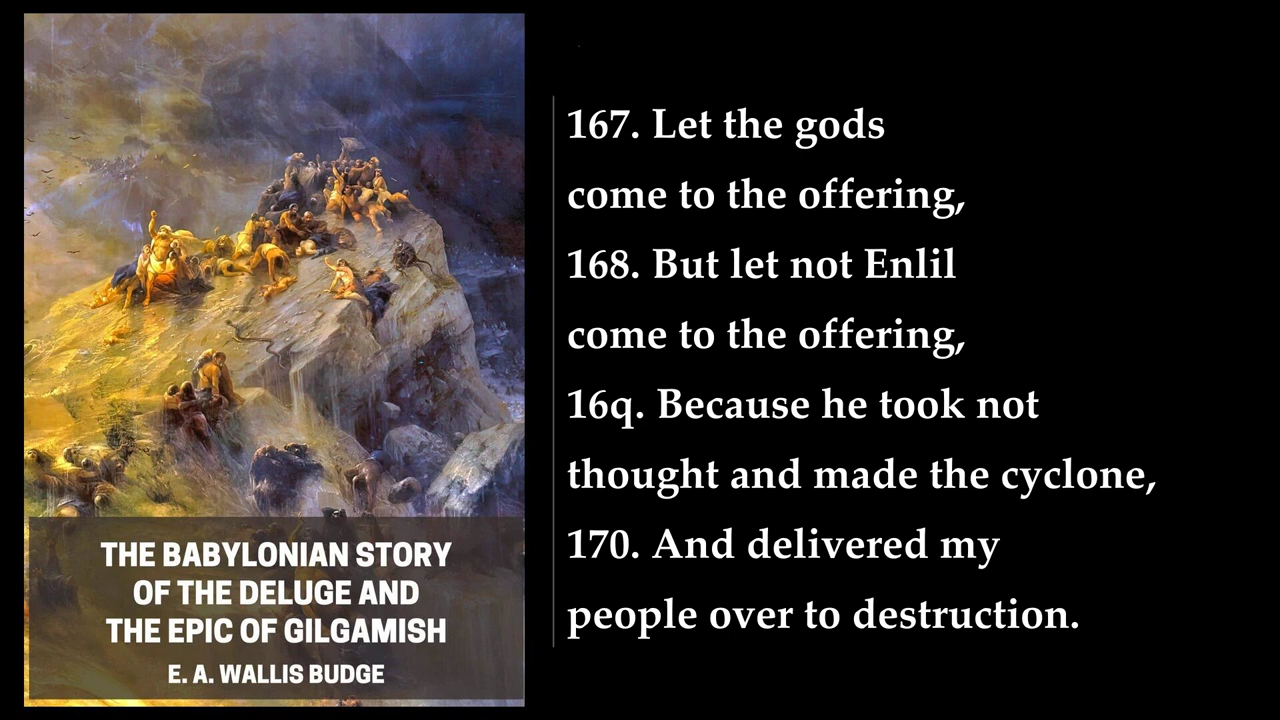 THE BABYLONIAN STORY
OF THE DELUGE AND
THE EPIC OF GILGAMISH
E. A. WALLIS BUDGE
167. Let the gods
come to the offering,
168. But let not Enlil
come to the offering,
16q. Because he took not
thought and made the cyclone,
170. And delivered my
people over to destruction.